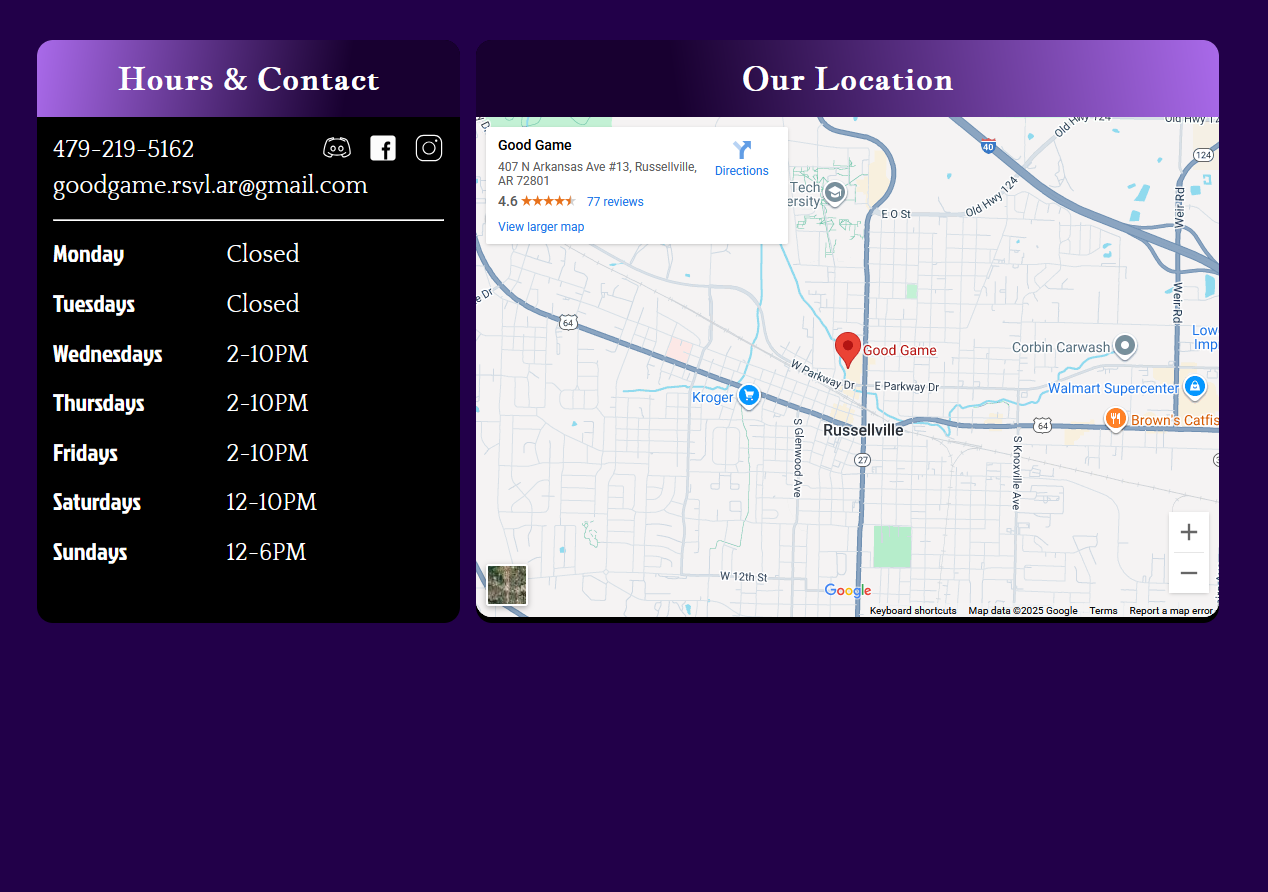 Hours & Contact
479-219-5162
goodgame.rsvl.ar@gmail.com
Monday Closed
Tuesdays Closed
Wednesdays 2-10PM
Thursdays 2-10PM
Fridays 2-10PM
Saturdays 12-10PM
Sundays 12-6PM
Our Location
Good Game
407 N Arkansas Ave #13, Russellville,
AR 72801
4.6
77 reviews
View larger map
Directions
Tech
ersity
E O St
Old Hwy 124
Old Hwy 124
Old Hwy 12
40
124
Weir Rd
Weir Rd
e Dr
64
Good Game
W Parkway Dr
E Parkway Dr
Corbin Carwash
Lowe
Imp
Walmart Supercenter
Kroger
Brown's Catfis
Russellville
64
27
S Glenwood Ave
S Knoxville Ave
W 12th St
Google
Keyboard shortcuts
Map data ©2025 Google
Terms
Report a map error